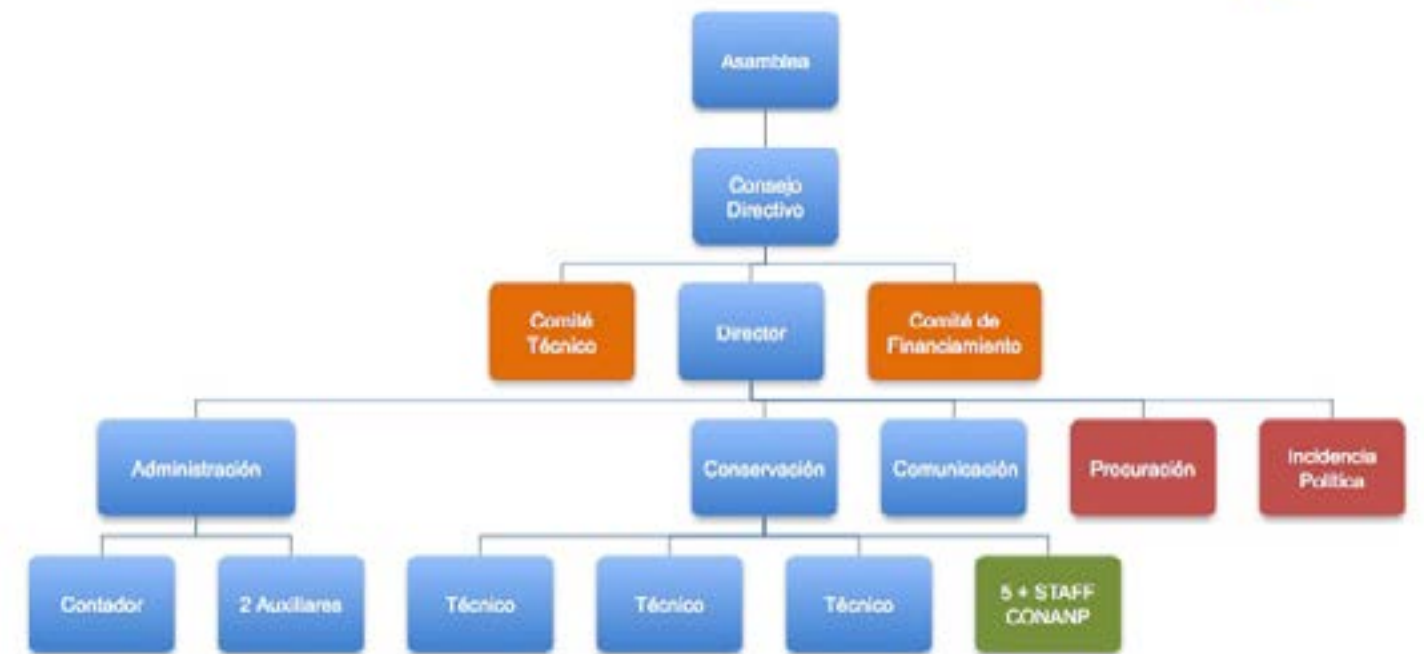 Asamblea
Consejo
Directivo
Comité
Técnico
Director
Comité de
Financiamiento
Administración
Conservación
Comunicación
Procuración
Incidencia
Política
Contador
2 Auxiliares
Técnico
Técnico
Técnico
5 + STAFF
CONANP